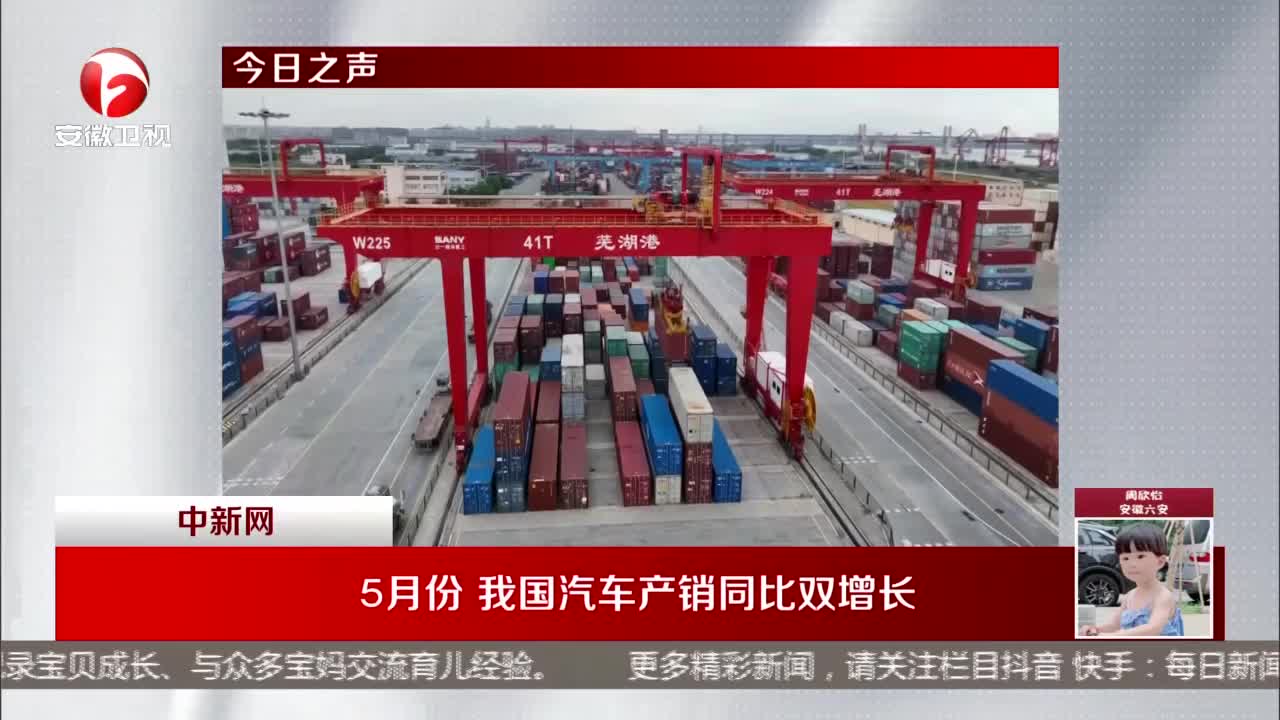 今日之声
安徽卫视
芜湖港
W224
41T
芜湖港
W225
SANY
41T
芜湖港
中新网
周欣怡
安徽六安
5月份 我国汽车产销同比双增长
录宝贝成长、与众多宝妈交流育儿经验。 更多精彩新闻，请关注栏目抖音 快手：每日新闻